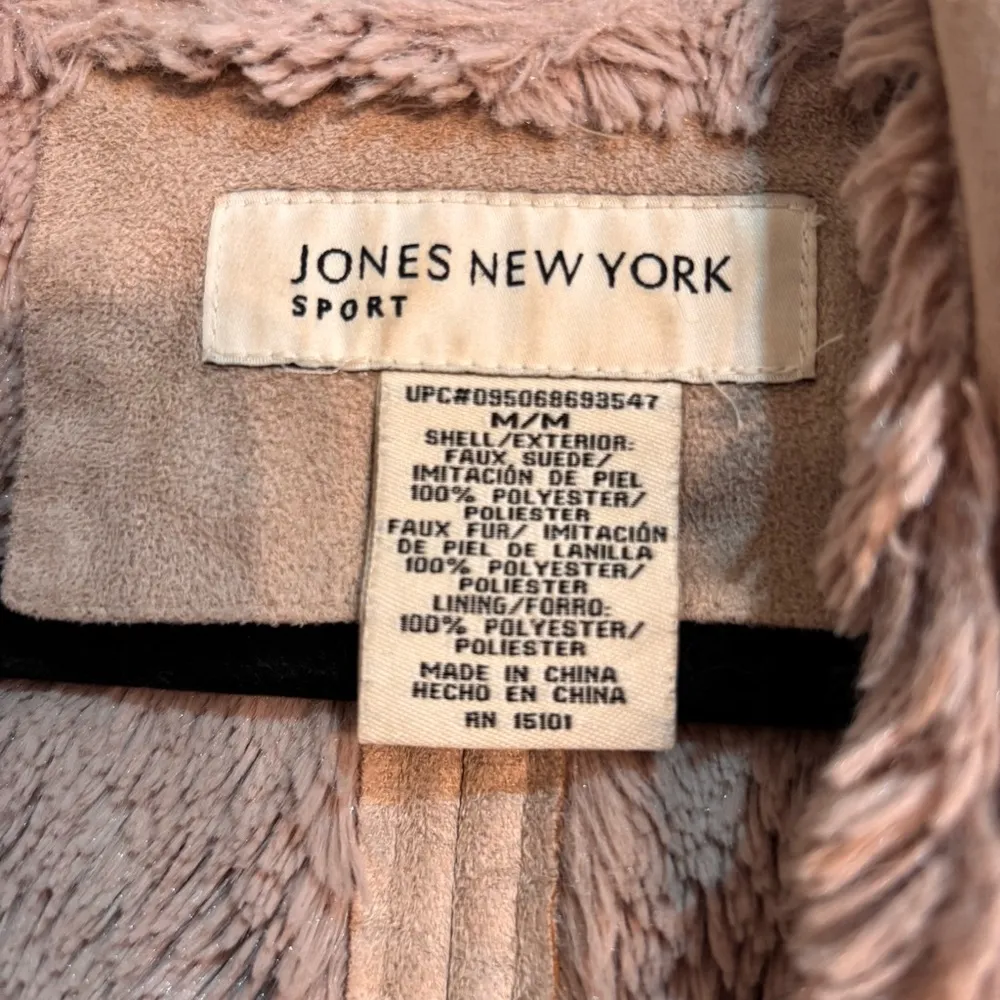 JONES NEW YORK
SPORT
UPC#095068693547
M/M
SHELL/EXTERIOR:
FAUX SUEDE/
IMITACIÓN DE PIEL
100% POLYESTER/
POLIESTER
FAUX FUR/ IMITACIÓN
DE PIEL DE LANILLA
100% POLYESTER/
POLIESTER
LINING/FORRO:
100% POLYESTER/
POLIESTER
MADE IN CHINA
HECHO EN CHINA
RN 15101